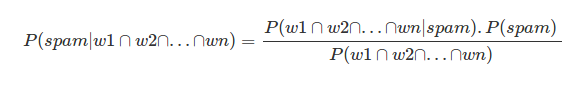 P(spam|w1 ∩ w2∩. . . ∩wn) = P(w1 ∩ w2∩. . . ∩wn|spam). P(spam) / P(w1 ∩ w2∩. . . ∩wn)